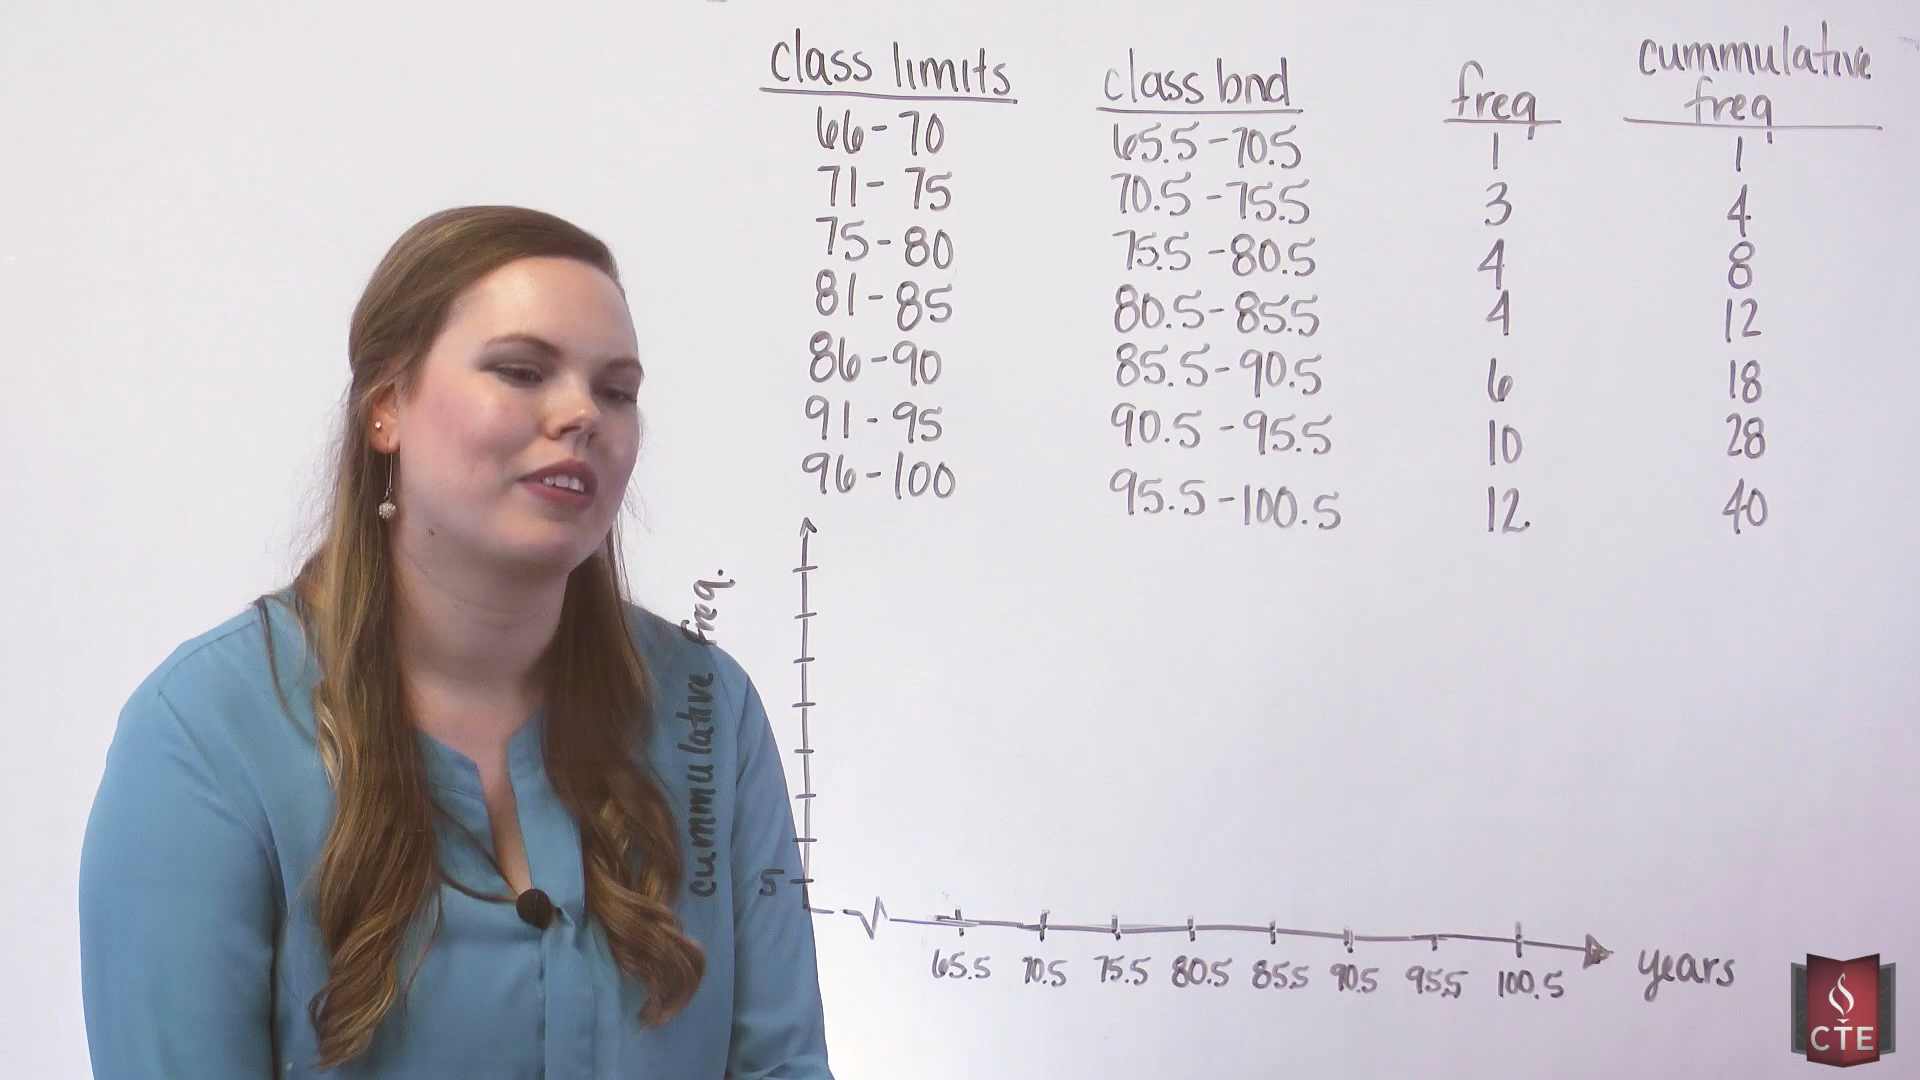 class limits class bnd freq cummulative freq
66-70 65.5-70.5 1 1
71-75 70.5-75.5 3 4
75-80 75.5-80.5 4 8
81-85 80.5-85.5 4 12
86-90 85.5-90.5 6 18
91-95 90.5-95.5 10 28
96-100 95.5-100.5 12 40
cummulative freq.
5
65.5 70.5 75.5 80.5 85.5 90.5 95.5 100.5 years
CTE